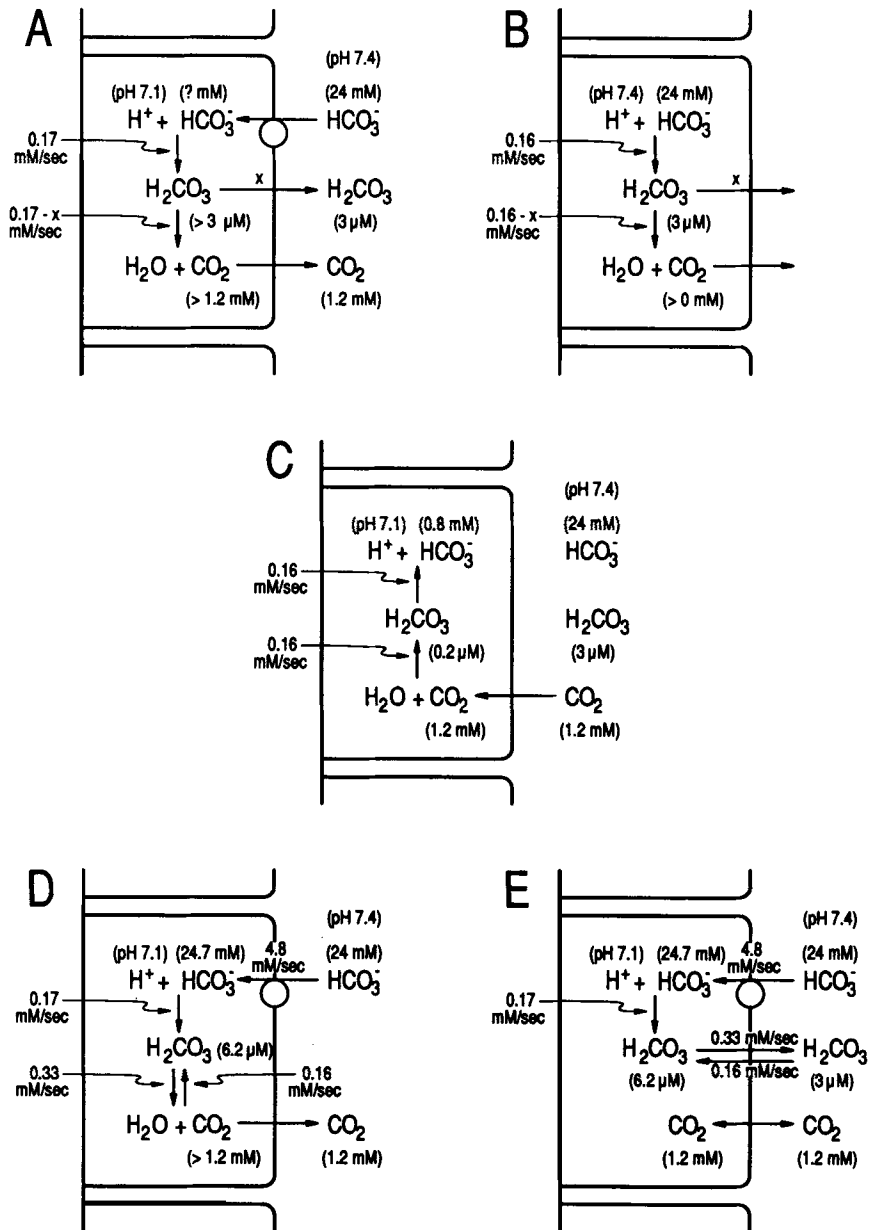 A
(pH 7.4)
(pH 7.1) (? mM) (24 mM)
H⁺ + HCO₃⁻ HCO₃⁻
0.17
mM/sec
x
H₂CO₃ H₂CO₃
0.17 - x
mM/sec
(> 3 μM) (3 μM)
H₂O + CO₂ CO₂
(> 1.2 mM) (1.2 mM)
B
(pH 7.4) (24 mM)
H⁺ + HCO₃⁻
0.16
mM/sec
x
H₂CO₃
0.16 - x
mM/sec
(3 μM)
H₂O + CO₂
(> 0 mM)
C
(pH 7.4)
(pH 7.1) (0.8 mM) (24 mM)
H⁺ + HCO₃⁻ HCO₃⁻
0.16
mM/sec
H₂CO₃ H₂CO₃
0.16
mM/sec
(0.2 μM) (3 μM)
H₂O + CO₂ CO₂
(1.2 mM) (1.2 mM)
D
(pH 7.4)
(pH 7.1) (24.7 mM) 4.8 (24 mM)
mM/sec
H⁺ + HCO₃⁻ HCO₃⁻
0.17
mM/sec
H₂CO₃ (6.2 μM)
0.33
mM/sec
0.16
mM/sec
H₂O + CO₂ CO₂
(> 1.2 mM) (1.2 mM)
E
(pH 7.4)
(pH 7.1) (24.7 mM) 4.8 (24 mM)
mM/sec
H⁺ + HCO₃⁻ HCO₃⁻
0.17
mM/sec
0.33 mM/sec
H₂CO₃ H₂CO₃
0.16 mM/sec
(6.2 μM) (3 μM)
CO₂ CO₂
(1.2 mM) (1.2 mM)